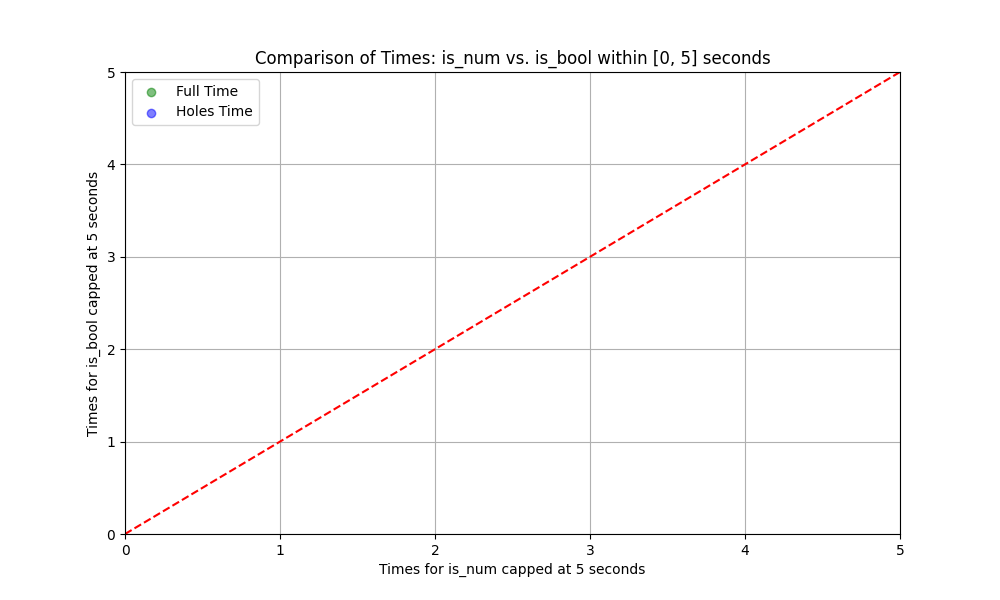 Comparison of Times: is_num vs. is_bool within [0, 5] seconds
Full Time
Holes Time
Times for is_bool capped at 5 seconds
5
4
3
2
1
0
0 1 2 3 4 5
Times for is_num capped at 5 seconds